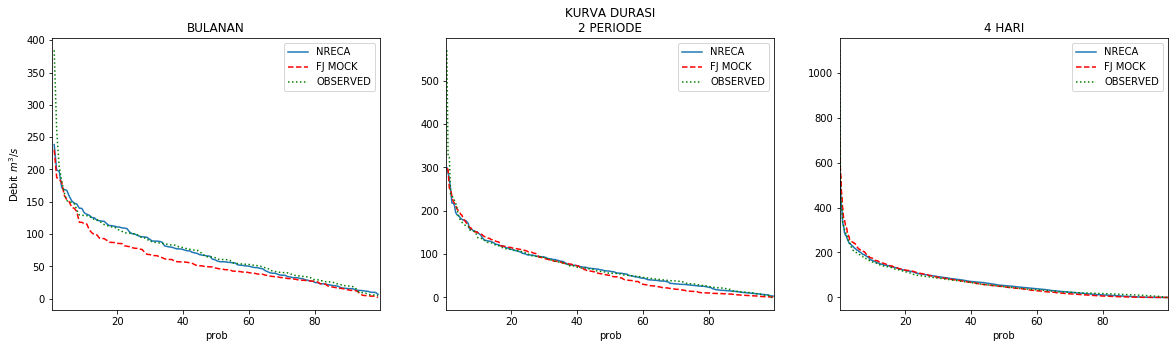 KURVA DURASI
BULANAN
2 PERIODE
4 HARI
Debit m³/s
400
350
300
250
200
150
100
50
0
20
40
60
80
prob
NRECA
FJ MOCK
OBSERVED
500
400
300
200
100
0
20
40
60
80
prob
NRECA
FJ MOCK
OBSERVED
1000
800
600
400
200
0
20
40
60
80
prob
NRECA
FJ MOCK
OBSERVED